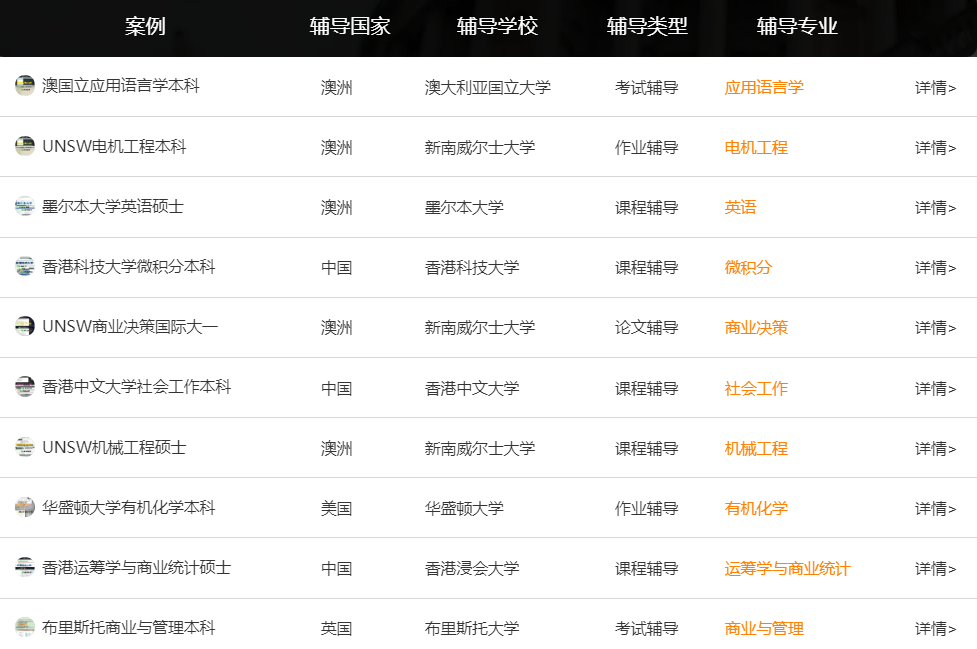 案例 辅导国家 辅导学校 辅导类型 辅导专业
澳国立应用语言学本科 澳洲 澳大利亚国立大学 考试辅导 应用语言学 详情>
UNSW电机工程本科 澳洲 新南威尔士大学 作业辅导 电机工程 详情>
墨尔本大学英语硕士 澳洲 墨尔本大学 课程辅导 英语 详情>
香港科技大学微积分本科 中国 香港科技大学 课程辅导 微积分 详情>
UNSW商业决策国际大一 澳洲 新南威尔士大学 论文辅导 商业决策 详情>
香港中文大学社会工作本科 中国 香港中文大学 课程辅导 社会工作 详情>
UNSW机械工程硕士 澳洲 新南威尔士大学 课程辅导 机械工程 详情>
华盛顿大学有机化学本科 美国 华盛顿大学 作业辅导 有机化学 详情>
香港运筹学与商业统计硕士 中国 香港浸会大学 课程辅导 运筹学与商业统计 详情>
布里斯托商业与管理本科 英国 布里斯托大学 考试辅导 商业与管理 详情>